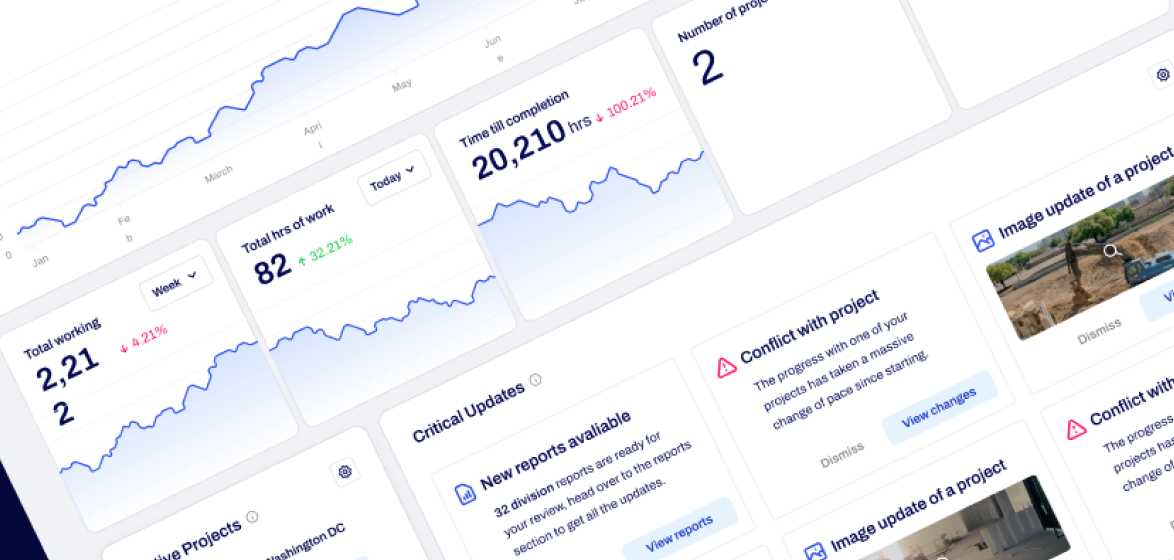 Jan
Fe
b
March
Apri
l
May
Jun
e
0
Total working
2,21
2
4.21%
Week
Total hrs of work
82
32.21%
Today
Time till completion
20,210 hrs
100.21%
Number of proje
2
Critical Updates
New reports avaliable
32 division reports are ready for
your review, head over to the reports
section to get all the updates.
View reports
Conflict with project
The progress with one of your
projects has taken a massive
change of pace since starting.
Dismiss
View changes
Image update of a project
Dismiss
Vi
Image update of a project
Conflict with
The progress
projects has
change of
tive Projects
Washington DC